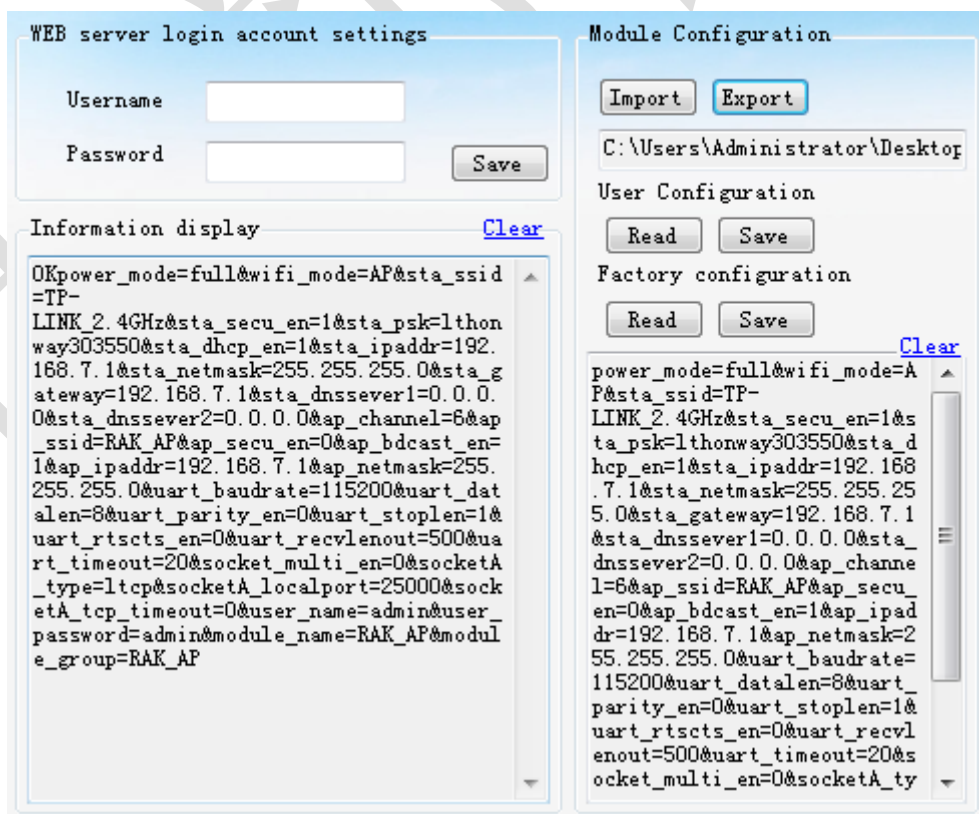 WEB server login account settings
Username
Password
Save
Information display
Clear
OKpower_mode=full&wifi_mode=AP&sta_ssid
=TP-
LINK_2.4GHz&sta_secu_en=1&sta_psk=lthon
way303550&sta_dhcp_en=1&sta_ipaddr=192.
168.7.1&sta_netmask=255.255.255.0&sta_g
ateway=192.168.7.1&sta_dnssever1=0.0.0.
0&sta_dnssever2=0.0.0.0&ap_channel=6&ap
_ssid=RAK_AP&ap_secu_en=0&ap_bdcast_en=
1&ap_ipaddr=192.168.7.1&ap_netmask=255.
255.255.0&uart_baudrate=115200&uart_dat
alen=8&uart_parity_en=0&uart_stoplen=1&
uart_rtscts_en=0&uart_recvlenout=500&ua
rt_timeout=20&socket_multi_en=0&socketA
_type=ltcp&socketA_localport=25000&sock
etA_tcp_timeout=0&user_name=admin&user_
password=admin&module_name=RAK_AP&modul
e_group=RAK_AP
Module Configuration
Import
Export
C:\Users\Administrator\Desktop
User Configuration
Read
Save
Factory configuration
Read
Save
Clear
power_mode=full&wifi_mode=A
P&sta_ssid=TP-
LINK_2.4GHz&sta_secu_en=1&s
ta_psk=lthonway303550&sta_d
hcp_en=1&sta_ipaddr=192.168
.7.1&sta_netmask=255.255.25
5.0&sta_gateway=192.168.7.1
&sta_dnssever1=0.0.0.0&sta_
dnssever2=0.0.0.0&ap_channe
l=6&ap_ssid=RAK_AP&ap_secu_
en=0&ap_bdcast_en=1&ap_ipad
dr=192.168.7.1&ap_netmask=2
55.255.255.0&uart_baudrate=
115200&uart_datalen=8&uart_
parity_en=0&uart_stoplen=1&
uart_rtscts_en=0&uart_recvl
enout=500&uart_timeout=20&s
ocket_multi_en=0&socketA_ty